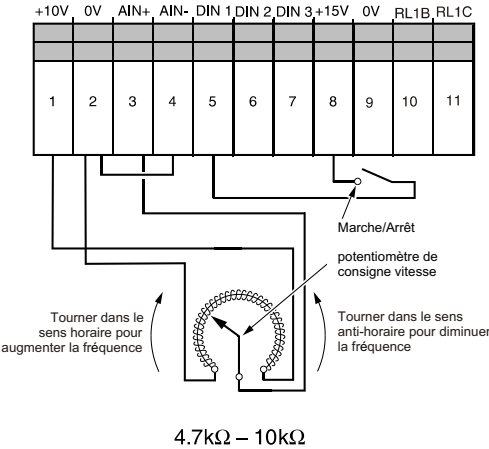 +10V 0V AIN+ AIN- DIN 1 DIN 2 DIN 3 +15V 0V RL1B RL1C
1 2 3 4 5 6 7 8 9 10 11
Marche/Arrêt
potentiomètre de
consigne vitesse
Tourner dans le
sens horaire pour
augmenter la fréquence
Tourner dans le sens
anti-horaire pour diminuer
la fréquence
4.7kΩ – 10kΩ